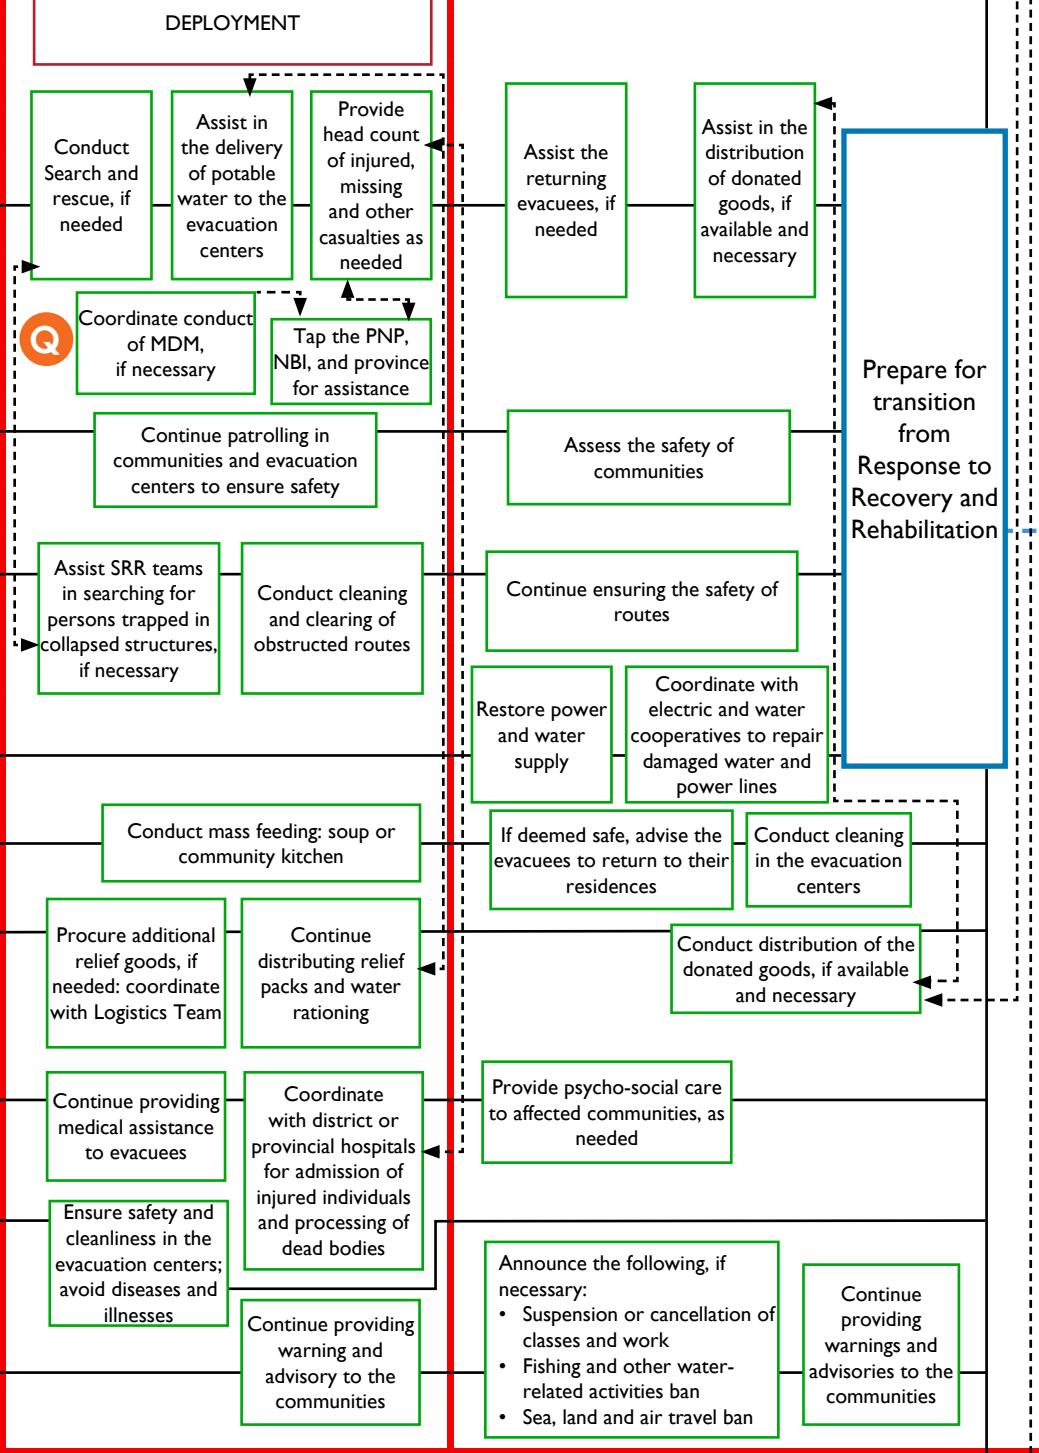 DEPLOYMENT
Conduct
Search and
rescue, if
needed
Assist in
the delivery
of potable
water to the
evacuation
centers
Provide
head count
of injured,
missing
and other
casualties as
needed
Assist the
returning
evacuees, if
needed
Assist in the
distribution
of donated
goods, if
available and
necessary
Q
Coordinate conduct
of MDM,
if necessary
Tap the PNP,
NBI, and province
for assistance
Prepare for
transition
from
Response to
Recovery and
Rehabilitation
Continue patrolling in
communities and evacuation
centers to ensure safety
Assess the safety of
communities
Assist SRR teams
in searching for
persons trapped in
collapsed structures,
if necessary
Conduct cleaning
and clearing of
obstructed routes
Continue ensuring the safety of
routes
Restore power
and water
supply
Coordinate with
electric and water
cooperatives to repair
damaged water and
power lines
Conduct mass feeding: soup or
community kitchen
If deemed safe, advise the
evacuees to return to their
residences
Conduct cleaning
in the evacuation
centers
Procure additional
relief goods, if
needed: coordinate
with Logistics Team
Continue
distributing relief
packs and water
rationing
Conduct distribution of the
donated goods, if available
and necessary
Continue providing
medical assistance
to evacuees
Coordinate
with district or
provincial hospitals
for admission of
injured individuals
and processing of
dead bodies
Provide psycho-social care
to affected communities, as
needed
Ensure safety and
cleanliness in the
evacuation centers;
avoid diseases and
illnesses
Continue providing
warning and
advisory to the
communities
Announce the following, if
necessary:
• Suspension or cancellation of
classes and work
• Fishing and other water-
related activities ban
• Sea, land and air travel ban
Continue
providing
warnings and
advisories to the
communities